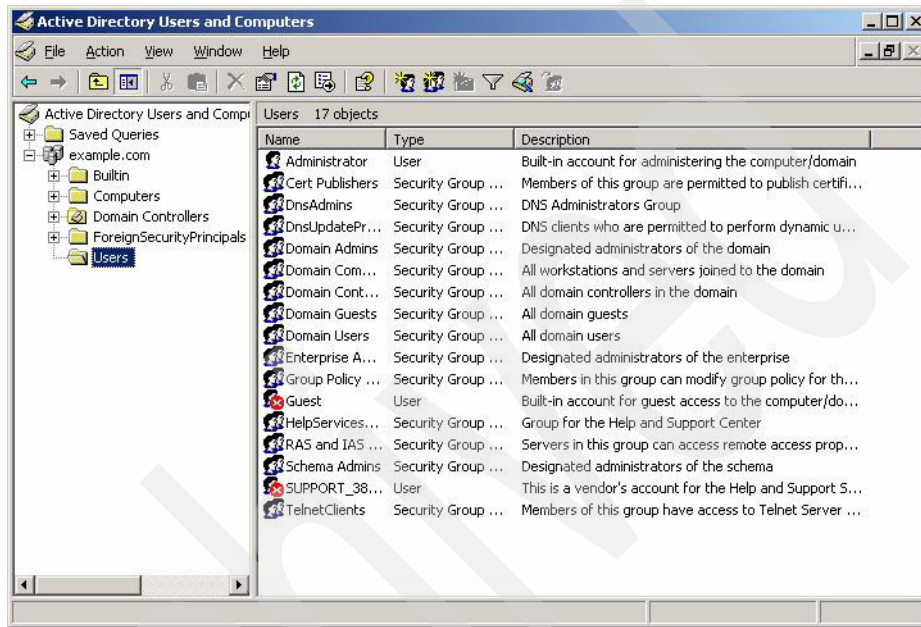 Active Directory Users and Computers
File Action View Window Help
Active Directory Users and Compu
Saved Queries
example.com
Builtin
Computers
Domain Controllers
ForeignSecurityPrincipals
Users
Users 17 objects
Name Type Description
Administrator User Built-in account for administering the computer/domain
Cert Publishers Security Group ... Members of this group are permitted to publish certifi...
DnsAdmins Security Group ... DNS Administrators Group
DnsUpdatePr... Security Group ... DNS clients who are permitted to perform dynamic u...
Domain Admins Security Group ... Designated administrators of the domain
Domain Com... Security Group ... All workstations and servers joined to the domain
Domain Cont... Security Group ... All domain controllers in the domain
Domain Guests Security Group ... All domain guests
Domain Users Security Group ... All domain users
Enterprise A... Security Group ... Designated administrators of the enterprise
Group Policy ... Security Group ... Members in this group can modify group policy for th...
Guest User Built-in account for guest access to the computer/do...
HelpServices... Security Group ... Group for the Help and Support Center
RAS and IAS ... Security Group ... Servers in this group can access remote access prop...
Schema Admins Security Group ... Designated administrators of the schema
SUPPORT_38... User This is a vendor's account for the Help and Support S...
TelnetClients Security Group ... Members of this group have access to Telnet Server ...